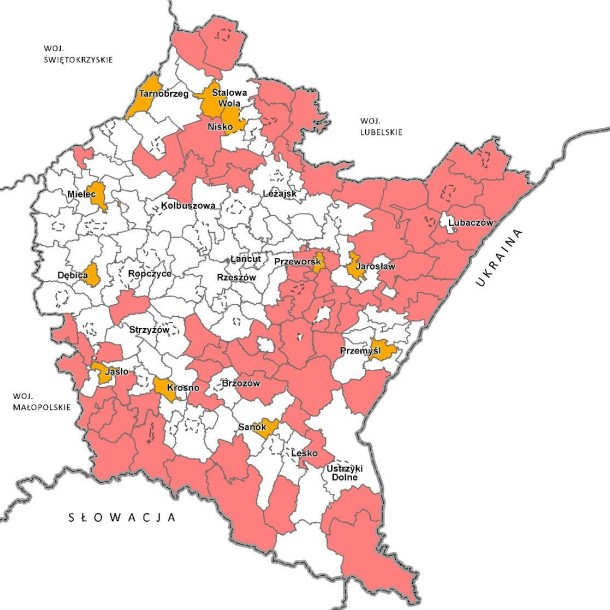 WOJ.
ŚWIĘTOKRZYSKIE
Tarnobrzeg
Stalowa
Wola
Nisko
WOJ.
LUBELSKIE
Mielec
Kolbuszowa
Leżajsk
Lubaczów
Dębica
Ropczyce
Łańcut
Rzeszów
Przeworsk
Jarosław
UKRAINA
Strzyżów
Przemyśl
Jasło
Krosno
Brzozów
WOJ.
MAŁOPOLSKIE
Sanok
Lesko
Ustrzyki
Dolne
SŁOWACJA